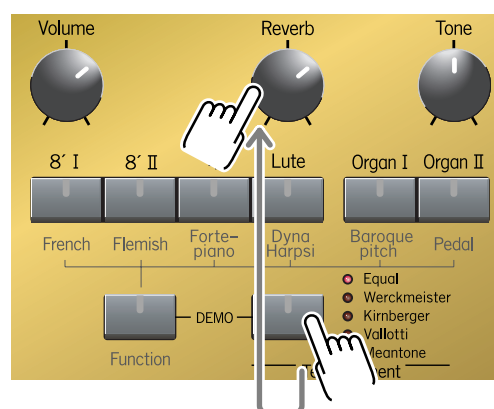 Volume Reverb Tone
8´ I 8´ II Lute Organ I Organ II
French Flemish Forte- piano Dyna Harpsi Baroque pitch Pedal
DEMO
Function
Equal
Werckmeister
Kirnberger
Vallotti
Meantone